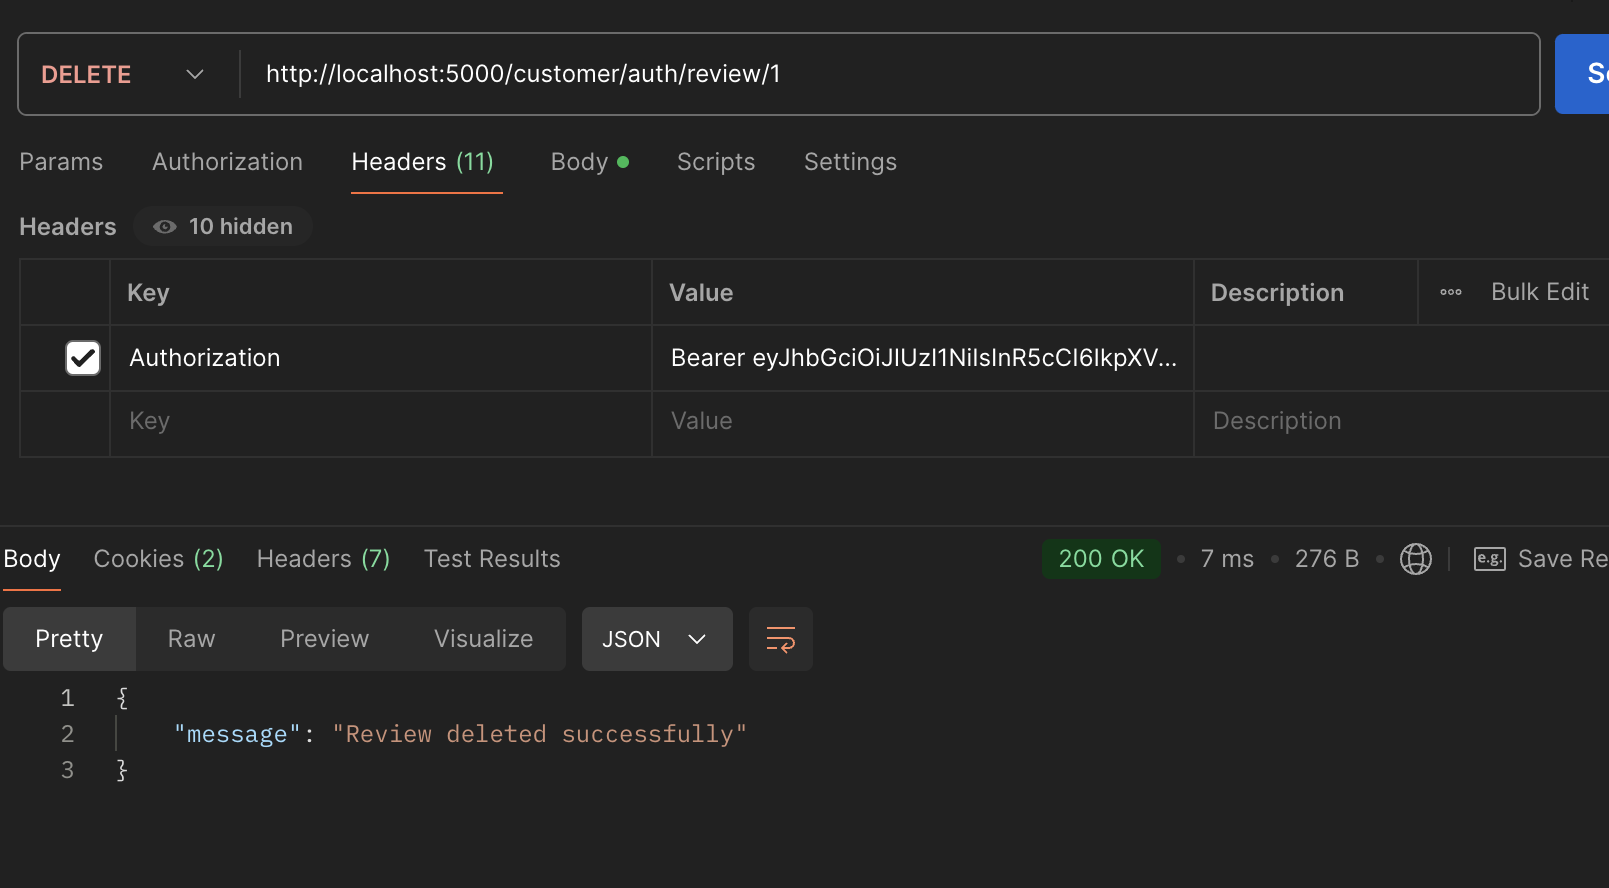 DELETE http://localhost:5000/customer/auth/review/1
Params Authorization Headers (11) Body Scripts Settings
Headers 10 hidden
Key Value Description Bulk Edit
Authorization Bearer eyJhbGciOiJIUzI1NiIsInR5cCI6IkpXV...
Key Value Description
Body Cookies (2) Headers (7) Test Results 200 OK • 7 ms • 276 B • e.g. Save Re
Pretty Raw Preview Visualize JSON
1 {
2 "message": "Review deleted successfully"
3 }